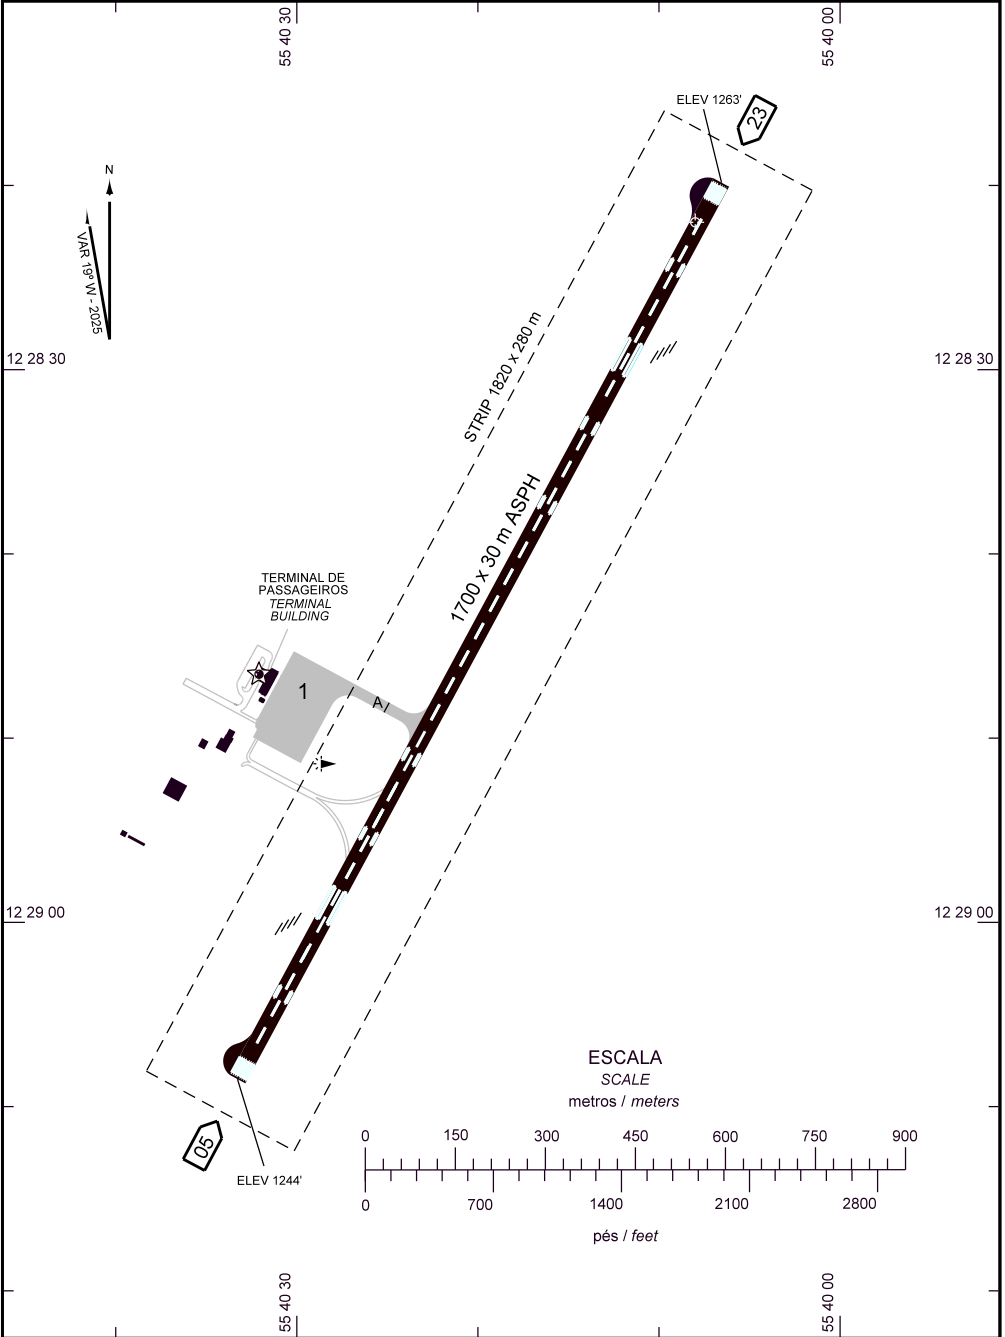 55 40 30
55 40 00
ELEV 1263'
23
N
VAR 19º W - 2025
12 28 30
12 28 30
STRIP 1820 x 280 m
1700 x 30 m ASPH
TERMINAL DE
PASSAGEIROS
TERMINAL
BUILDING
1
A
12 29 00
12 29 00
ESCALA
SCALE
metros / meters
0 150 300 450 600 750 900
05
ELEV 1244'
0 700 1400 2100 2800
pés / feet
55 40 30
55 40 00